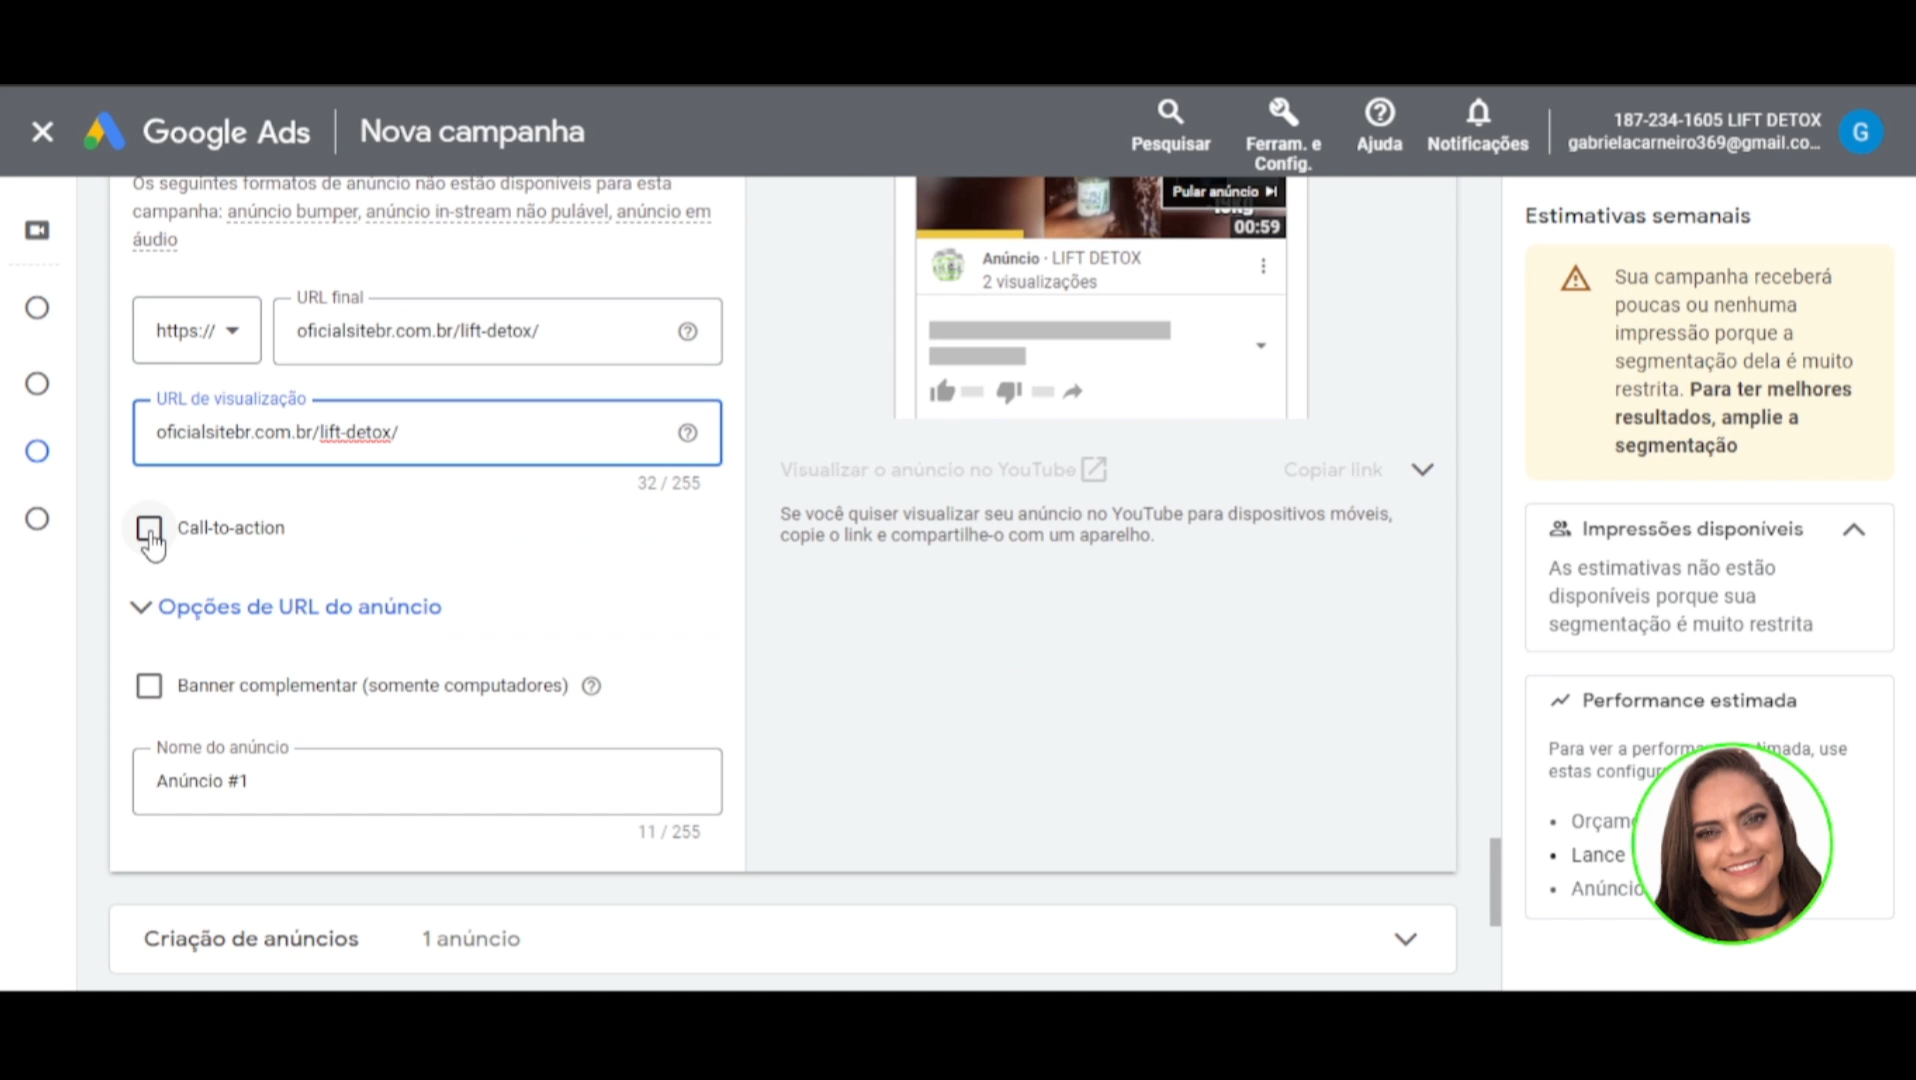 Google Ads
Nova campanha
Pesquisar
Ferram. e
Config.
Ajuda
Notificações
187-234-1605 LIFT DETOX
gabrielacarneiro369@gmail.co...
G
Os seguintes formatos de anúncio não estão disponíveis para esta
campanha: anúncio bumper, anúncio in-stream não pulável, anúncio em
áudio
https://
URL final
oficialsitebr.com.br/lift-detox/
URL de visualização
oficialsitebr.com.br/lift-detox/
32 / 255
Call-to-action
Opções de URL do anúncio
Banner complementar (somente computadores)
Nome do anúncio
Anúncio #1
11 / 255
Criação de anúncios
1 anúncio
Pular anúncio
00:59
Anúncio · LIFT DETOX
2 visualizações
Visualizar o anúncio no YouTube
Copiar link
Se você quiser visualizar seu anúncio no YouTube para dispositivos móveis,
copie o link e compartilhe-o com um aparelho.
Estimativas semanais
Sua campanha receberá
poucas ou nenhuma
impressão porque a
segmentação dela é muito
restrita. Para ter melhores
resultados, amplie a
segmentação
Impressões disponíveis
As estimativas não estão
disponíveis porque sua
segmentação é muito restrita
Performance estimada
Para ver a use
estas
Lance